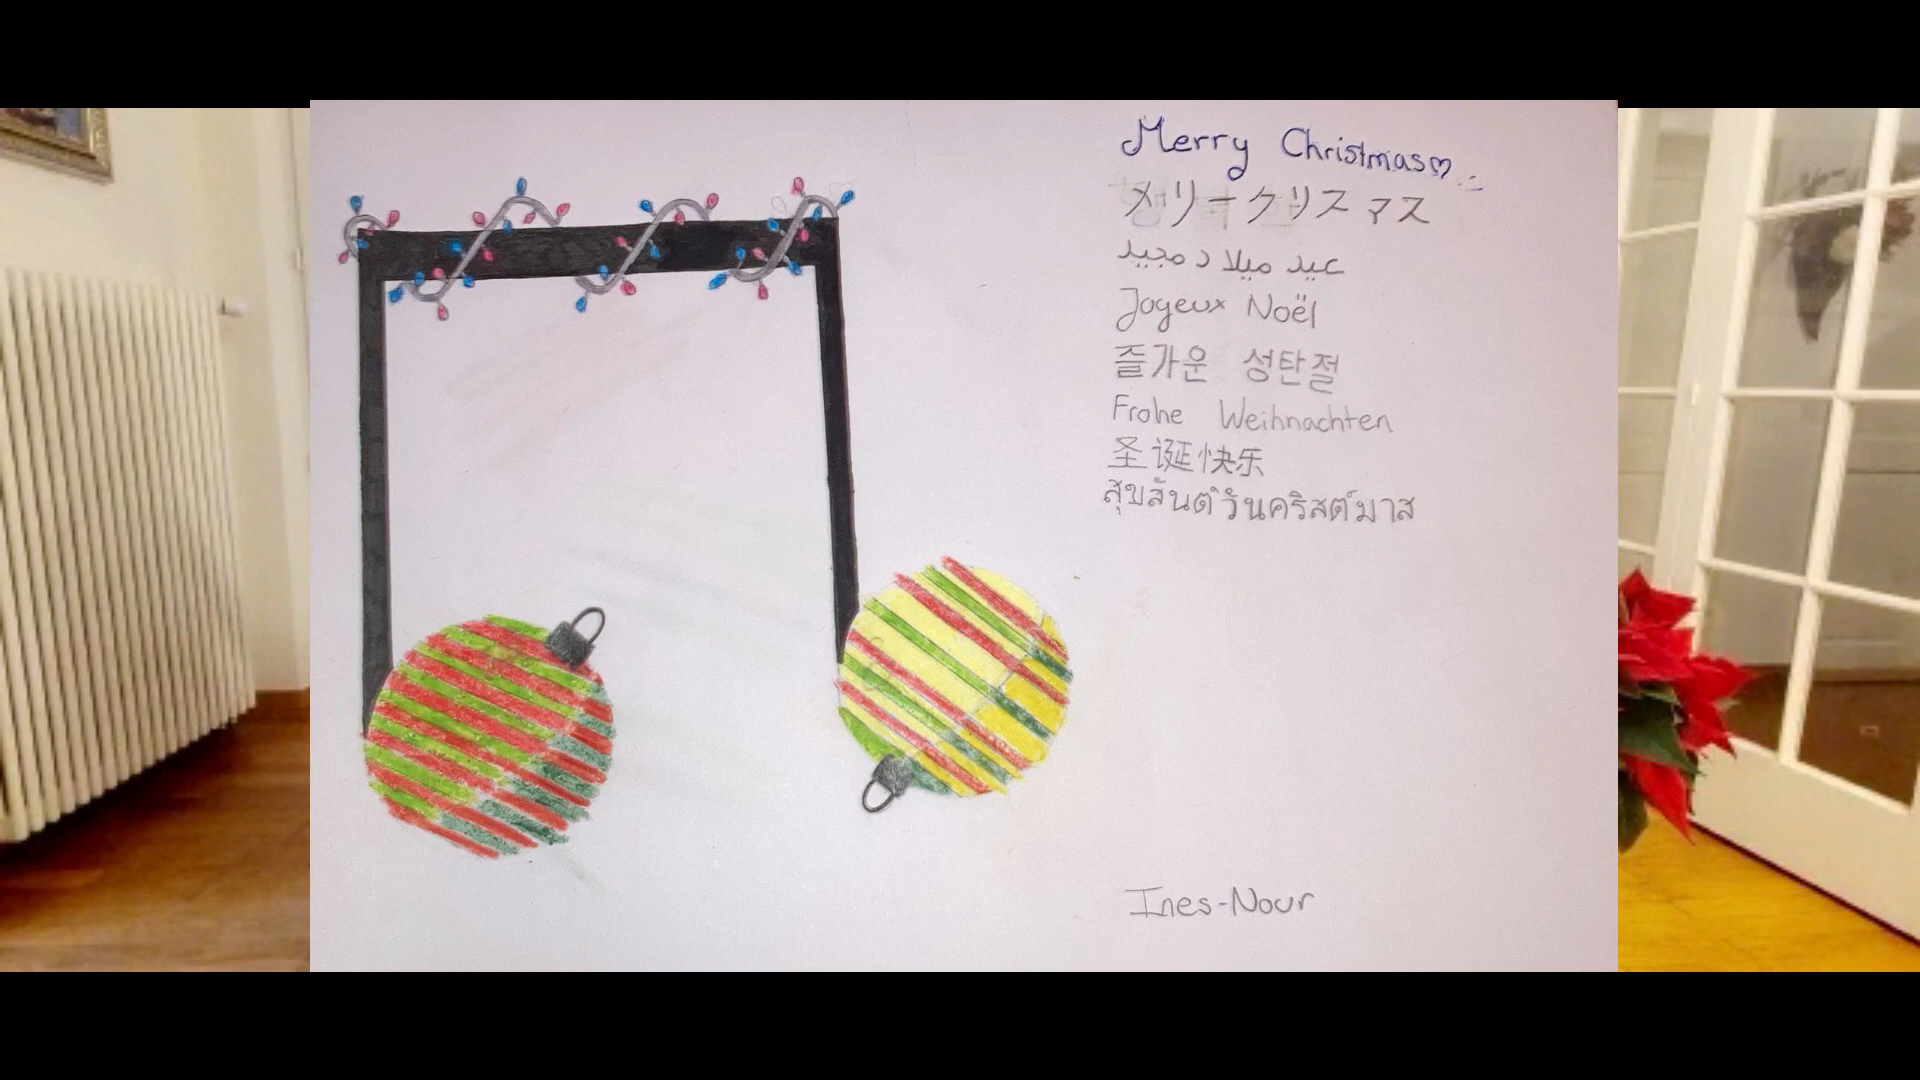 Merry Christmas♡
メリークリスマス
عيد ميلاد مجيد
Joyeux Noël
즐가운 성탄절
Frohe Weihnachten
圣诞快乐
สุขสันต์วันคริสต์มาส
Ines-Nour